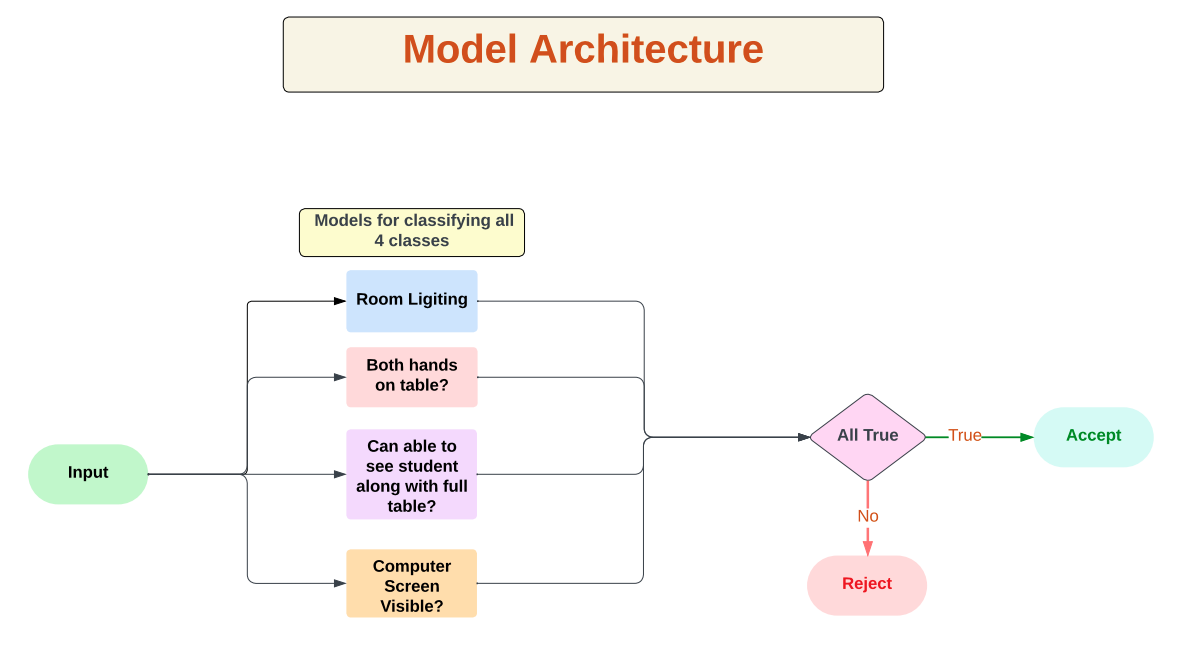 Model Architecture
Models for classifying all
4 classes
Room Ligiting
Both hands
on table?
Can able to
see student
along with full
table?
Computer
Screen
Visible?
Input
All True
True
Accept
No
Reject